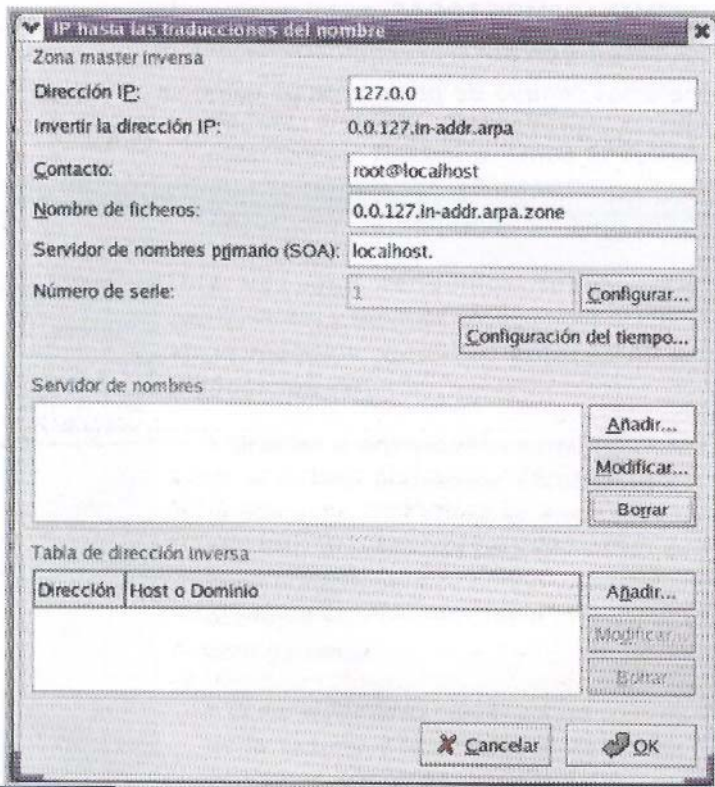 IP hasta las traducciones del nombre
Zona master inversa
Dirección IP: 127.0.0
Invertir la dirección IP: 0.0.127.in-addr.arpa
Contacto: root@localhost
Nombre de ficheros: 0.0.127.in-addr.arpa.zone
Servidor de nombres primario (SOA): localhost.
Número de serie: 1 Configurar...
Configuración del tiempo...
Servidor de nombres
Añadir...
Modificar...
Borrar
Tabla de dirección inversa
Dirección Host o Dominio
Añadir...
Modificar...
Borrar
Cancelar OK